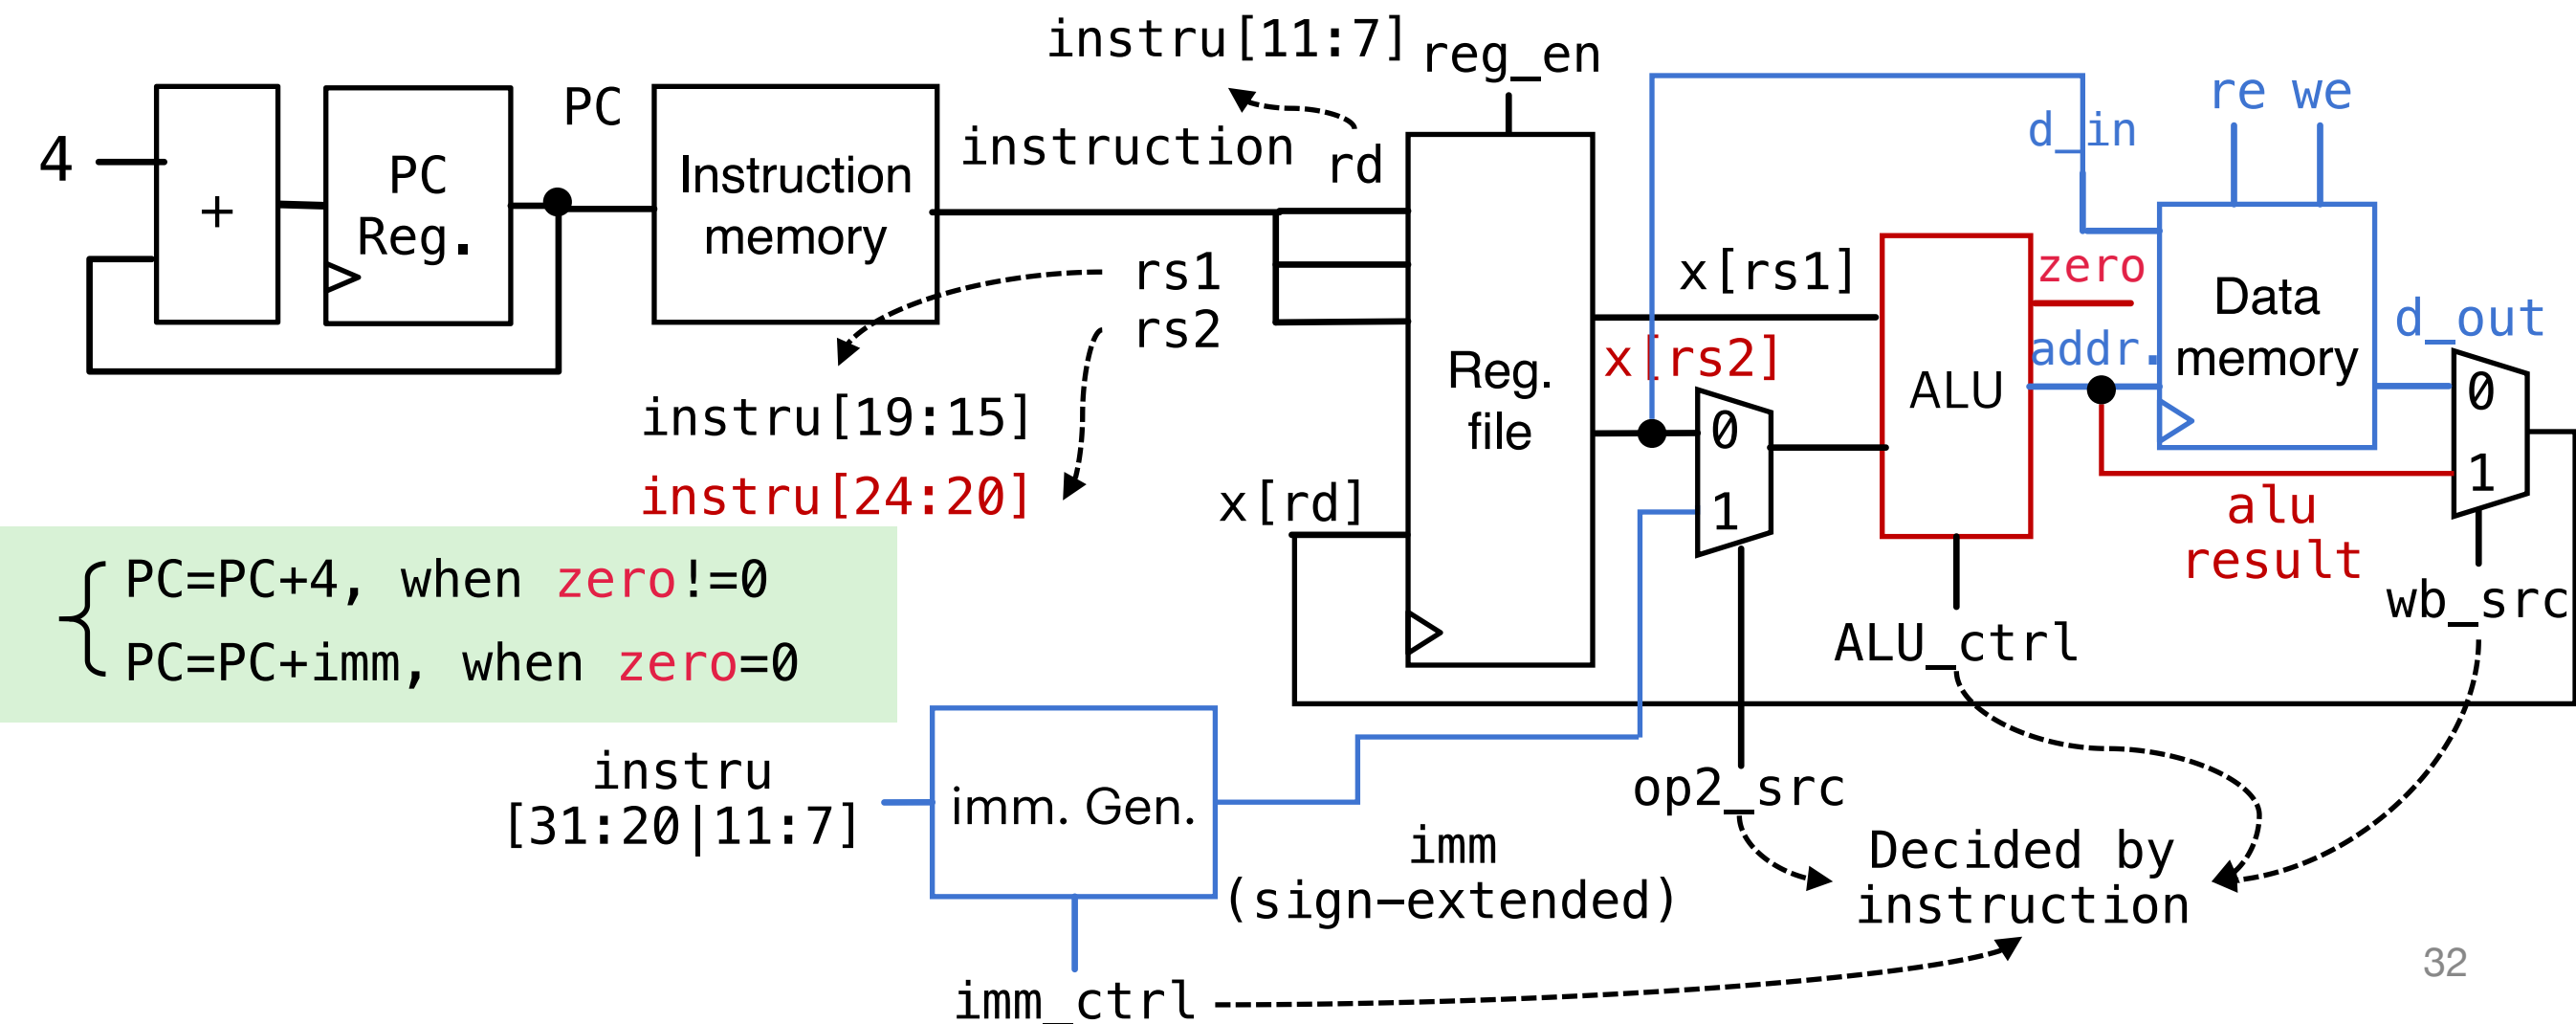 instru[11:7]
reg_en
4
+
PC
Reg.
PC
Instruction
memory
instruction
rd
rs1
rs2
instru[19:15]
instru[24:20]
x[rd]
Reg.
file
x[rs1]
x[rs2]
0
1
ALU
zero
addr.
d_in
re we
Data
memory
d_out
0
1
alu
result
wb_src
ALU_ctrl
PC=PC+4, when zero!=0
PC=PC+imm, when zero=0
instru
[31:20|11:7]
imm. Gen.
imm
(sign-extended)
op2_src
Decided by
instruction
imm_ctrl
32